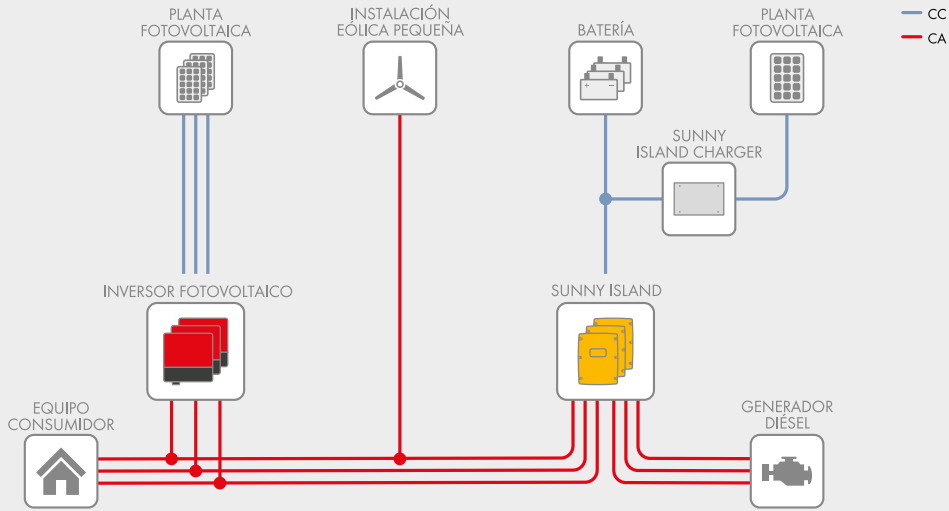 PLANTA
FOTOVOLTAICA
INSTALACIÓN
EÓLICA PEQUEÑA
BATERÍA
PLANTA
FOTOVOLTAICA
CC
CA
SUNNY
ISLAND CHARGER
INVERSOR FOTOVOLTAICO
SUNNY ISLAND
EQUIPO
CONSUMIDOR
GENERADOR
DIÉSEL